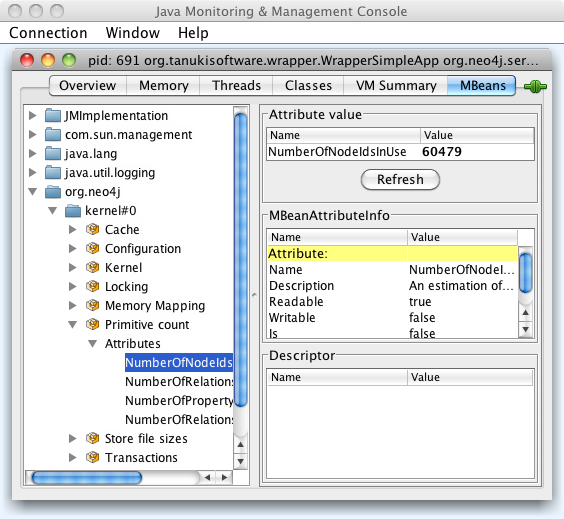 Java Monitoring & Management Console
Connection Window Help
pid: 691 org.tanukisoftware.wrapper.WrapperSimpleApp org.neo4j.ser...
Overview Memory Threads Classes VM Summary MBeans
JMImplementation
com.sun.management
java.lang
java.util.logging
org.neo4j
kernel#0
Cache
Configuration
Kernel
Locking
Memory Mapping
Primitive count
Attributes
NumberOfNodeIds
NumberOfRelations
NumberOfProperty
NumberOfRelations
Store file sizes
Transactions
Attribute value
Name Value
NumberOfNodeIdsInUse 60479
Refresh
MBeanAttributeInfo
Name Value
Attribute:
Name NumberOfNodeI...
Description An estimation of...
Readable true
Writable false
Is false
Descriptor
Name Value